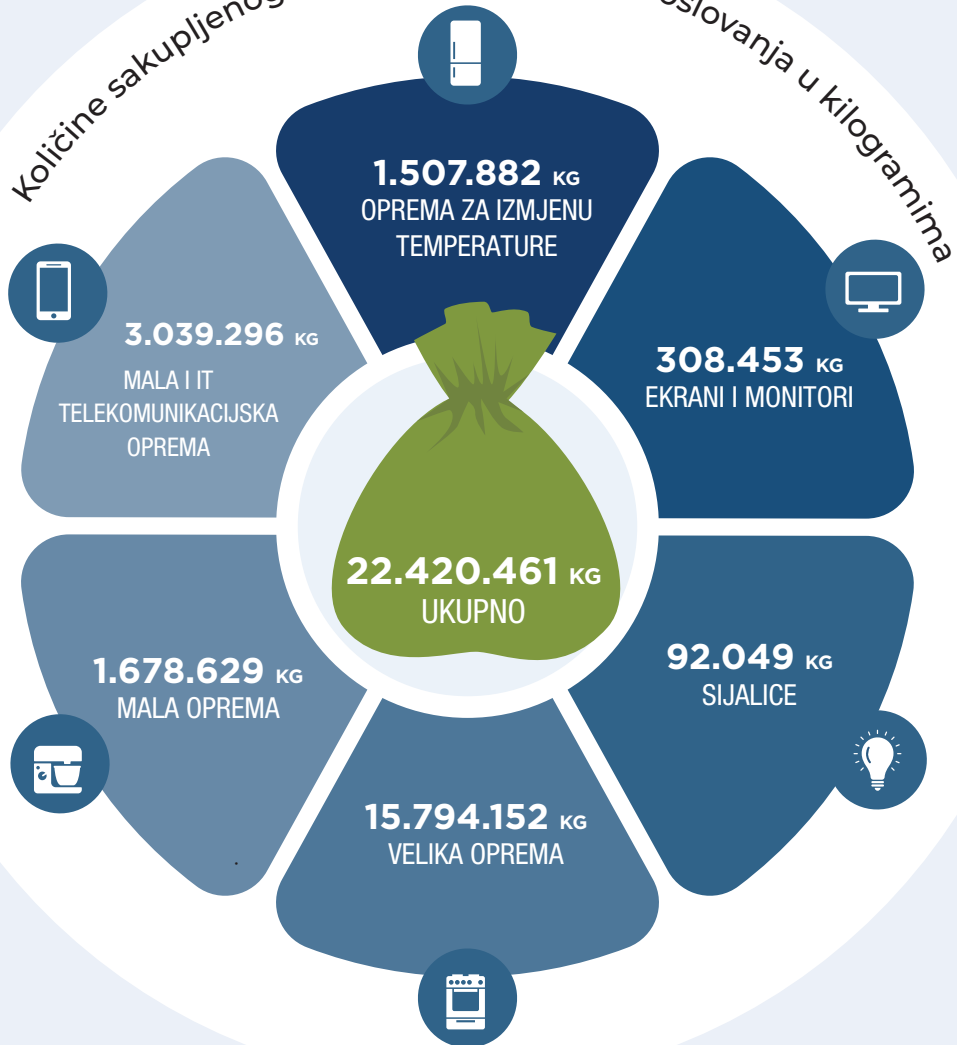 Količine sakupljenog
oslovanja u kilogramima
1.507.882 KG
OPREMA ZA IZMJENU
TEMPERATURE
3.039.296 KG
MALA I IT
TELEKOMUNIKACIJSKA
OPREMA
308.453 KG
EKRANI I MONITORI
22.420.461 KG
UKUPNO
1.678.629 KG
MALA OPREMA
92.049 KG
SIJALICE
15.794.152 KG
VELIKA OPREMA